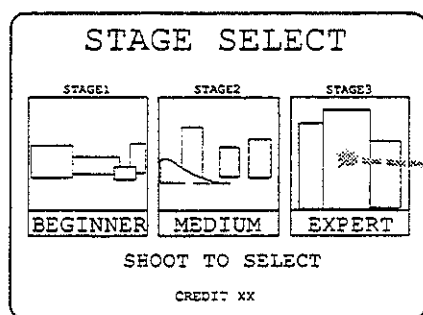 STAGE SELECT
STAGE1 STAGE2 STAGE3
BEGINNER MEDIUM EXPERT
SHOOT TO SELECT
CREDIT XX